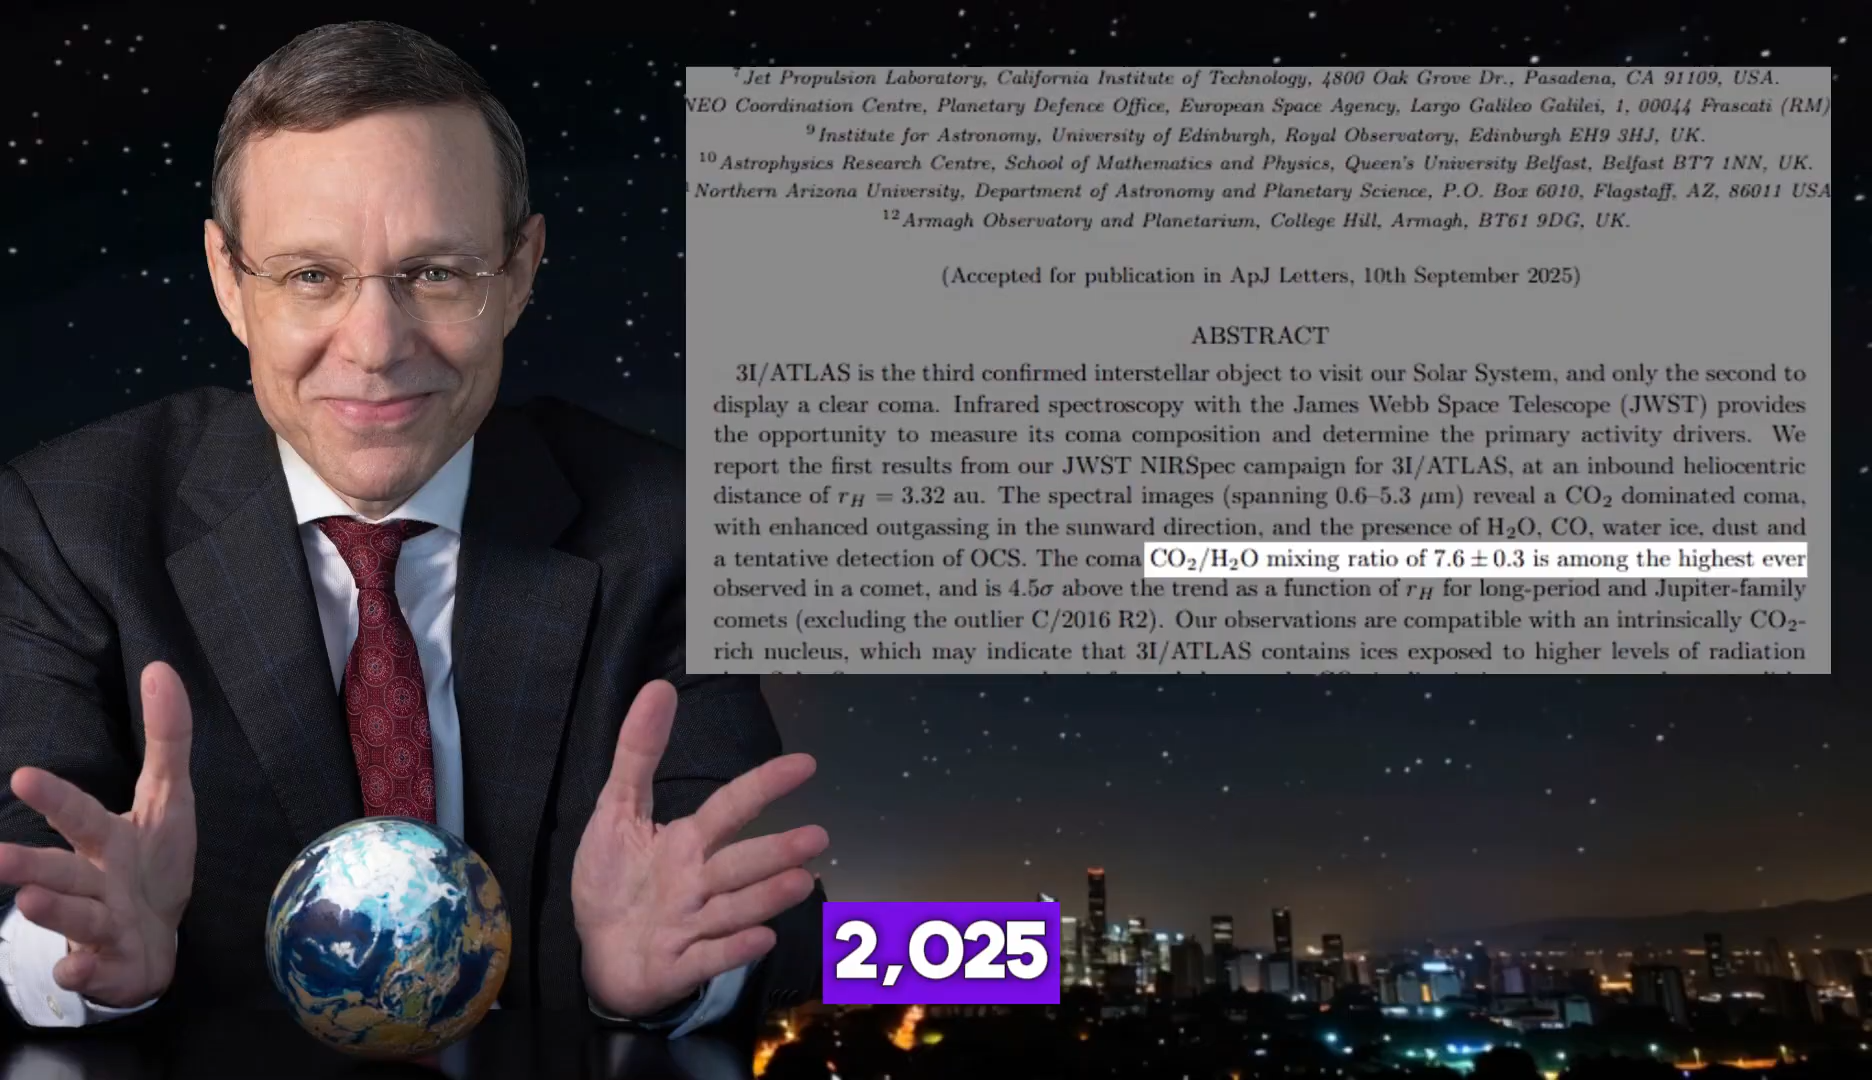 7 Jet Propulsion Laboratory, California Institute of Technology, 4800 Oak Grove Dr., Pasadena, CA 91109, USA.
NEO Coordination Centre, Planetary Defence Office, European Space Agency, Largo Galileo Galilei, 1, 00044 Frascati (RM)
9 Institute for Astronomy, University of Edinburgh, Royal Observatory, Edinburgh EH9 3HJ, UK.
10 Astrophysics Research Centre, School of Mathematics and Physics, Queen's University Belfast, Belfast BT7 1NN, UK.
Northern Arizona University, Department of Astronomy and Planetary Science, P.O. Box 6010, Flagstaff, AZ, 86011 USA
12 Armagh Observatory and Planetarium, College Hill, Armagh, BT61 9DG, UK.
(Accepted for publication in ApJ Letters, 10th September 2025)
ABSTRACT
3I/ATLAS is the third confirmed interstellar object to visit our Solar System, and only the second to
display a clear coma. Infrared spectroscopy with the James Webb Space Telescope (JWST) provides
the opportunity to measure its coma composition and determine the primary activity drivers. We
report the first results from our JWST NIRSpec campaign for 3I/ATLAS, at an inbound heliocentric
distance of rH = 3.32 au. The spectral images (spanning 0.6–5.3 μm) reveal a CO2 dominated coma,
with enhanced outgassing in the sunward direction, and the presence of H2O, CO, water ice, dust and
a tentative detection of OCS. The coma CO2/H2O mixing ratio of 7.6 ± 0.3 is among the highest ever
observed in a comet, and is 4.5σ above the trend as a function of rH for long-period and Jupiter-family
comets (excluding the outlier C/2016 R2). Our observations are compatible with an intrinsically CO2-
rich nucleus, which may indicate that 3I/ATLAS contains ices exposed to higher levels of radiation
2,025